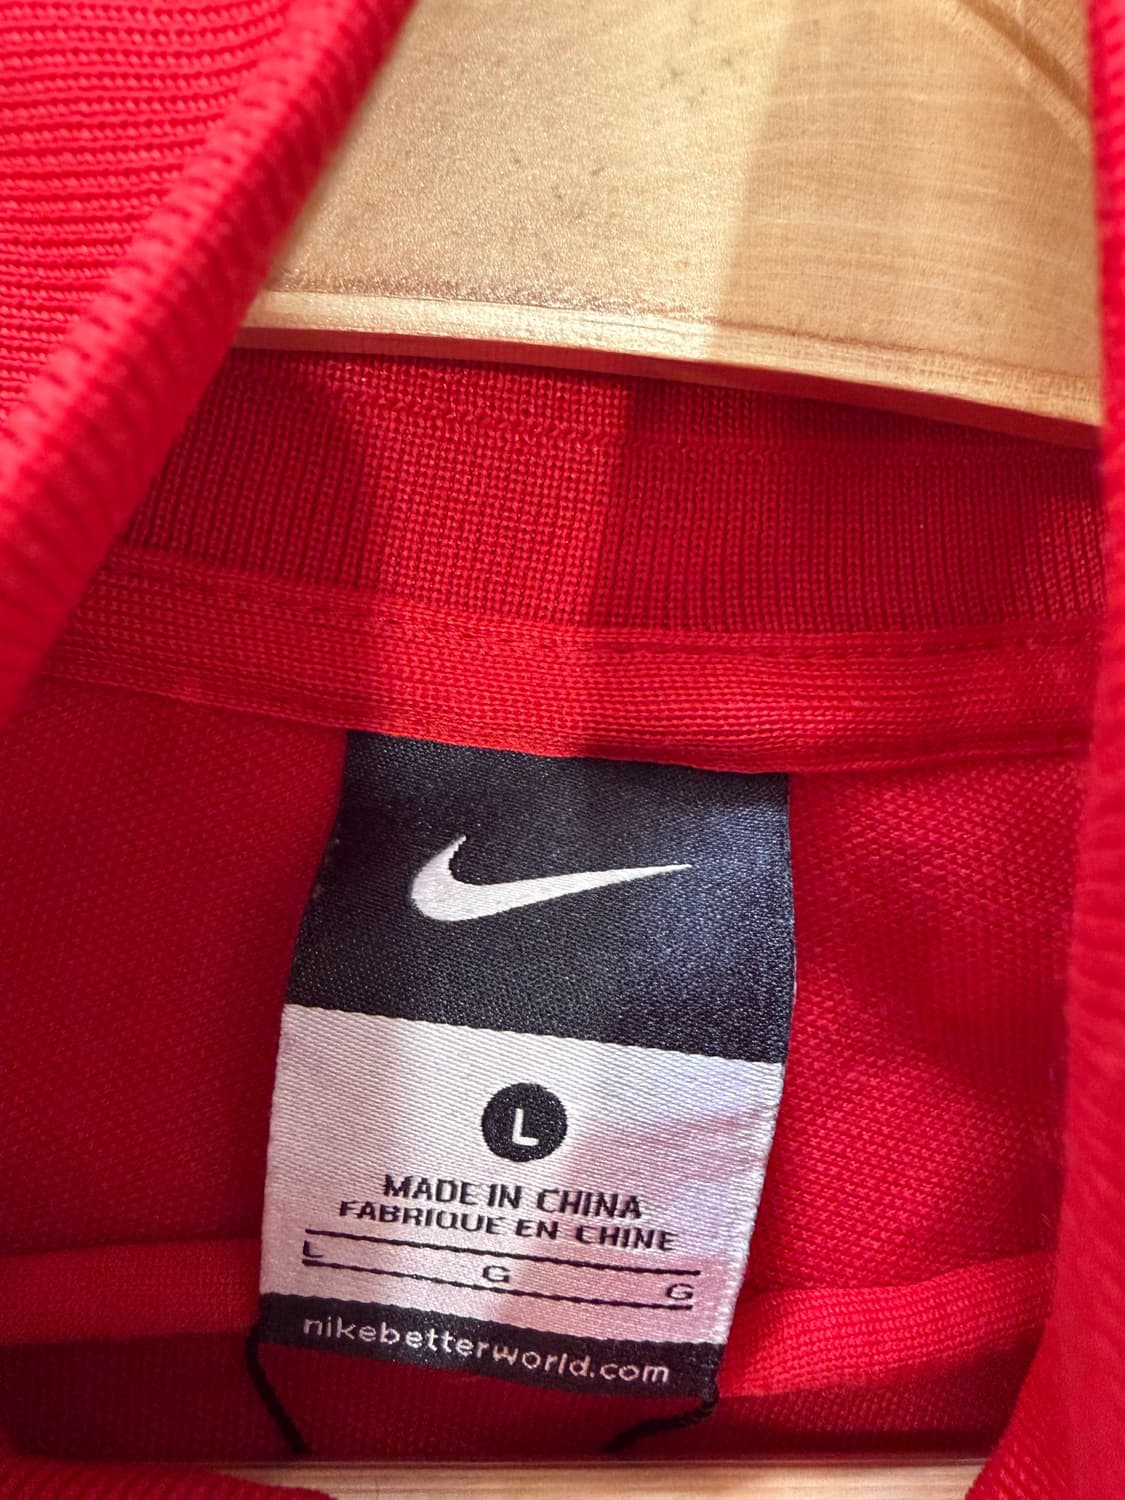 L
MADE IN CHINA
FABRIQUE EN CHINE
L G G
nikebetterworld.com